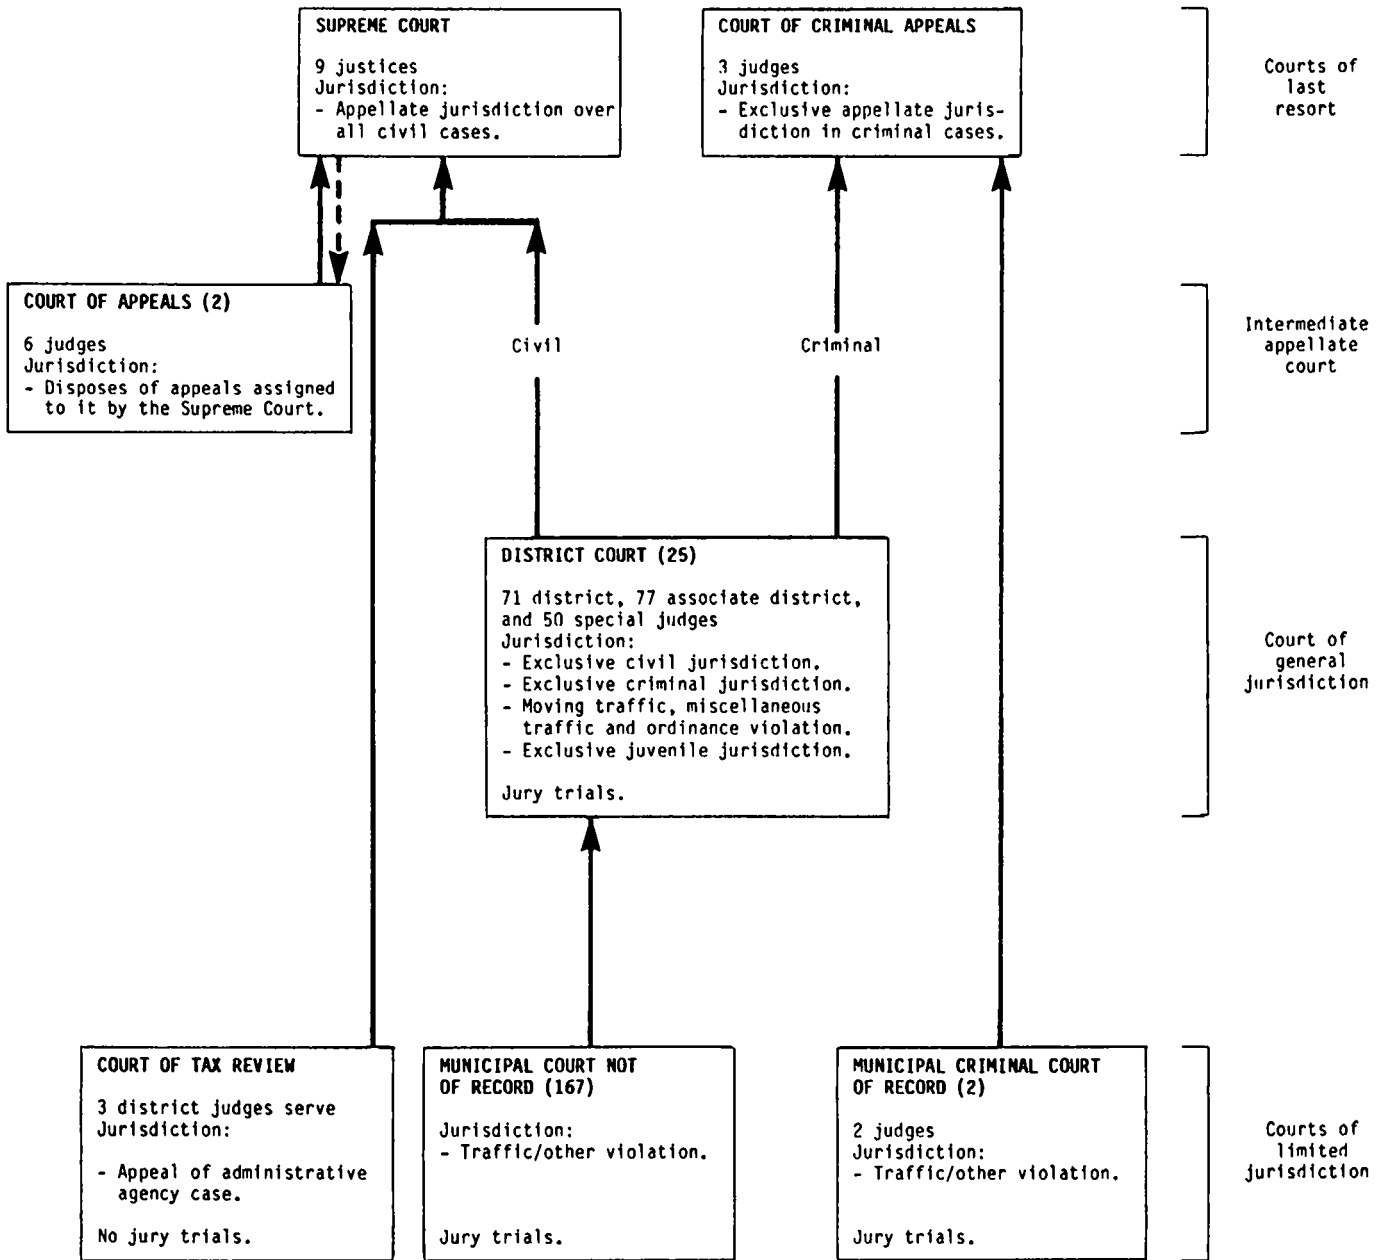 SUPREME COURT
9 justices
Jurisdiction:
- Appellate jurisdiction over
all civil cases.
COURT OF CRIMINAL APPEALS
3 judges
Jurisdiction:
- Exclusive appellate juris-
diction in criminal cases.
Courts of
last
resort
COURT OF APPEALS (2)
6 judges
Jurisdiction:
- Disposes of appeals assigned
to it by the Supreme Court.
Civil
Criminal
Intermediate
appellate
court
DISTRICT COURT (25)
71 district, 77 associate district,
and 50 special judges
Jurisdiction:
- Exclusive civil jurisdiction.
- Exclusive criminal jurisdiction.
- Moving traffic, miscellaneous
traffic and ordinance violation.
- Exclusive juvenile jurisdiction.
Jury trials.
Court of
general
jurisdiction
COURT OF TAX REVIEW
3 district judges serve
Jurisdiction:
- Appeal of administrative
agency case.
No jury trials.
MUNICIPAL COURT NOT
OF RECORD (167)
Jurisdiction:
- Traffic/other violation.
Jury trials.
MUNICIPAL CRIMINAL COURT
OF RECORD (2)
2 judges
Jurisdiction:
- Traffic/other violation.
Jury trials.
Courts of
limited
jurisdiction